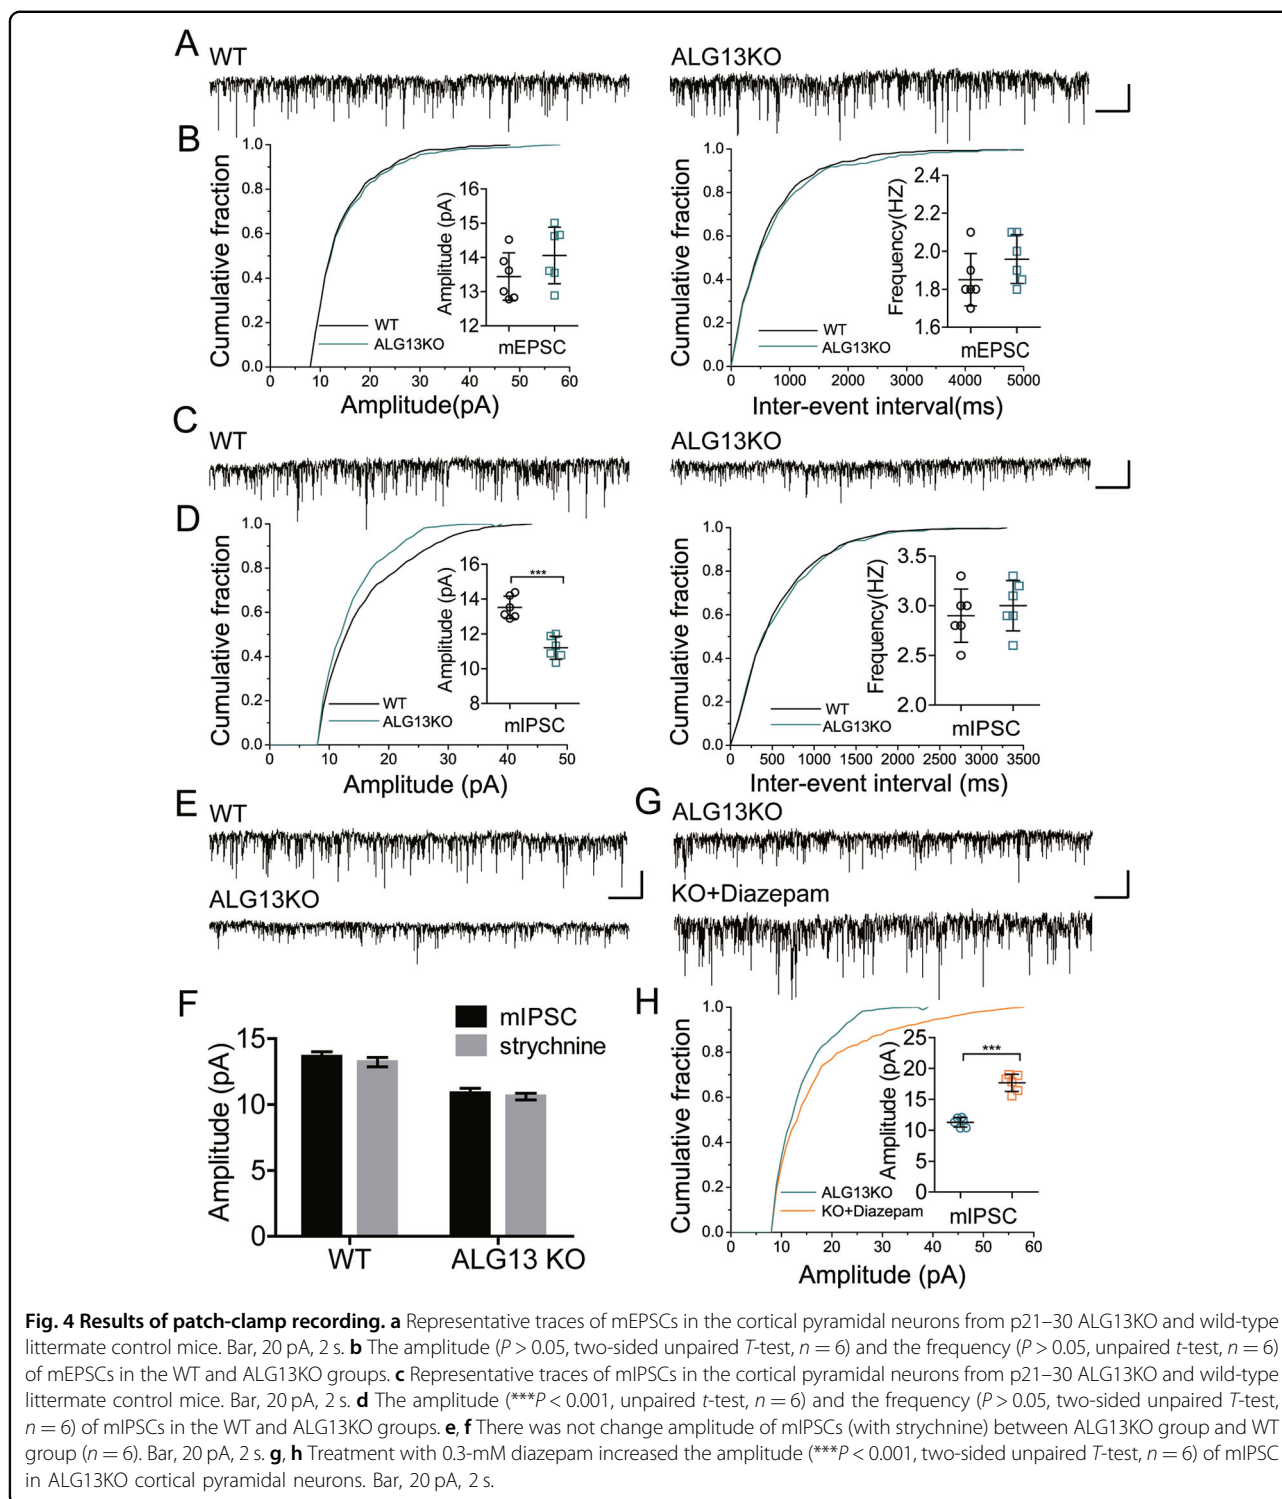 A
WT
ALG13KO
B
Cumulative fraction
1.0
0.8
0.6
0.4
0.2
0.0
0
10
20
30
40
50
60
Amplitude(pA)
WT
ALG13KO
Amplitude (pA)
16
15
14
13
12
mEPSC
Cumulative fraction
1.0
0.8
0.6
0.4
0.2
0.0
0
1000
2000
3000
4000
5000
Inter-event interval(ms)
WT
ALG13KO
Frequency(HZ)
2.4
2.2
2.0
1.8
1.6
mEPSC
C
WT
ALG13KO
D
Cumulative fraction
1.0
0.8
0.6
0.4
0.2
0.0
0
10
20
30
40
50
Amplitude (pA)
WT
ALG13KO
Amplitude (pA)
16
14
12
10
8
***
mIPSC
Cumulative fraction
1.0
0.8
0.6
0.4
0.2
0.0
0
500
1000
1500
2000
2500
3000
3500
Inter-event interval (ms)
WT
ALG13KO
Frequency(HZ)
3.5
3.0
2.5
2.0
mIPSC
E
WT
ALG13KO
G
ALG13KO
KO+Diazepam
F
Amplitude (pA)
15
10
5
0
mIPSC
strychnine
WT
ALG13 KO
H
Cumulative fraction
1.0
0.8
0.6
0.4
0.2
0.0
0
10
20
30
40
50
60
Amplitude (pA)
ALG13KO
KO+Diazepam
Amplitude (pA)
25
20
15
10
5
0
***
mIPSC
Fig. 4 Results of patch-clamp recording. a Representative traces of mEPSCs in the cortical pyramidal neurons from p21–30 ALG13KO and wild-type
littermate control mice. Bar, 20 pA, 2 s. b The amplitude (P > 0.05, two-sided unpaired T-test, n = 6) and the frequency (P > 0.05, unpaired t-test, n = 6)
of mEPSCs in the WT and ALG13KO groups. c Representative traces of mIPSCs in the cortical pyramidal neurons from p21–30 ALG13KO and wild-type
littermate control mice. Bar, 20 pA, 2 s. d The amplitude (***P < 0.001, unpaired t-test, n = 6) and the frequency (P > 0.05, two-sided unpaired T-test,
n = 6) of mIPSCs in the WT and ALG13KO groups. e, f There was not change amplitude of mIPSCs (with strychnine) between ALG13KO group and WT
group (n = 6). Bar, 20 pA, 2 s. g, h Treatment with 0.3-mM diazepam increased the amplitude (***P < 0.001, two-sided unpaired T-test, n = 6) of mIPSC
in ALG13KO cortical pyramidal neurons. Bar, 20 pA, 2 s.